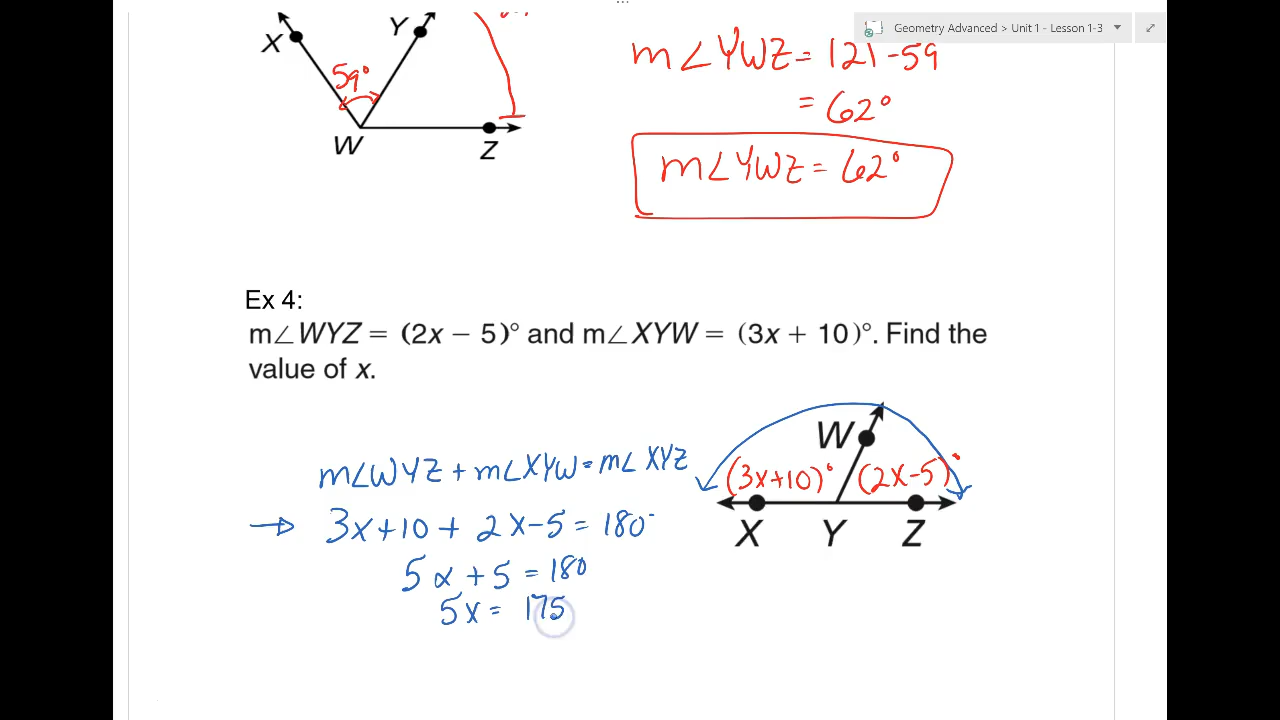 Geometry Advanced > Unit 1 - Lesson 1-3
X
Y
59°
W
Z
m∠YWZ = 121 - 59
= 62°
m∠YWZ = 62°
Ex 4:
m∠WYZ = (2x − 5)° and m∠XYW = (3x + 10)°. Find the
value of x.
m∠WYZ + m∠XYW = m∠XYZ
→ 3x+10 + 2x-5 = 180
5x + 5 = 180
5x = 175
W
(3x+10)° (2x-5)°
X Y Z